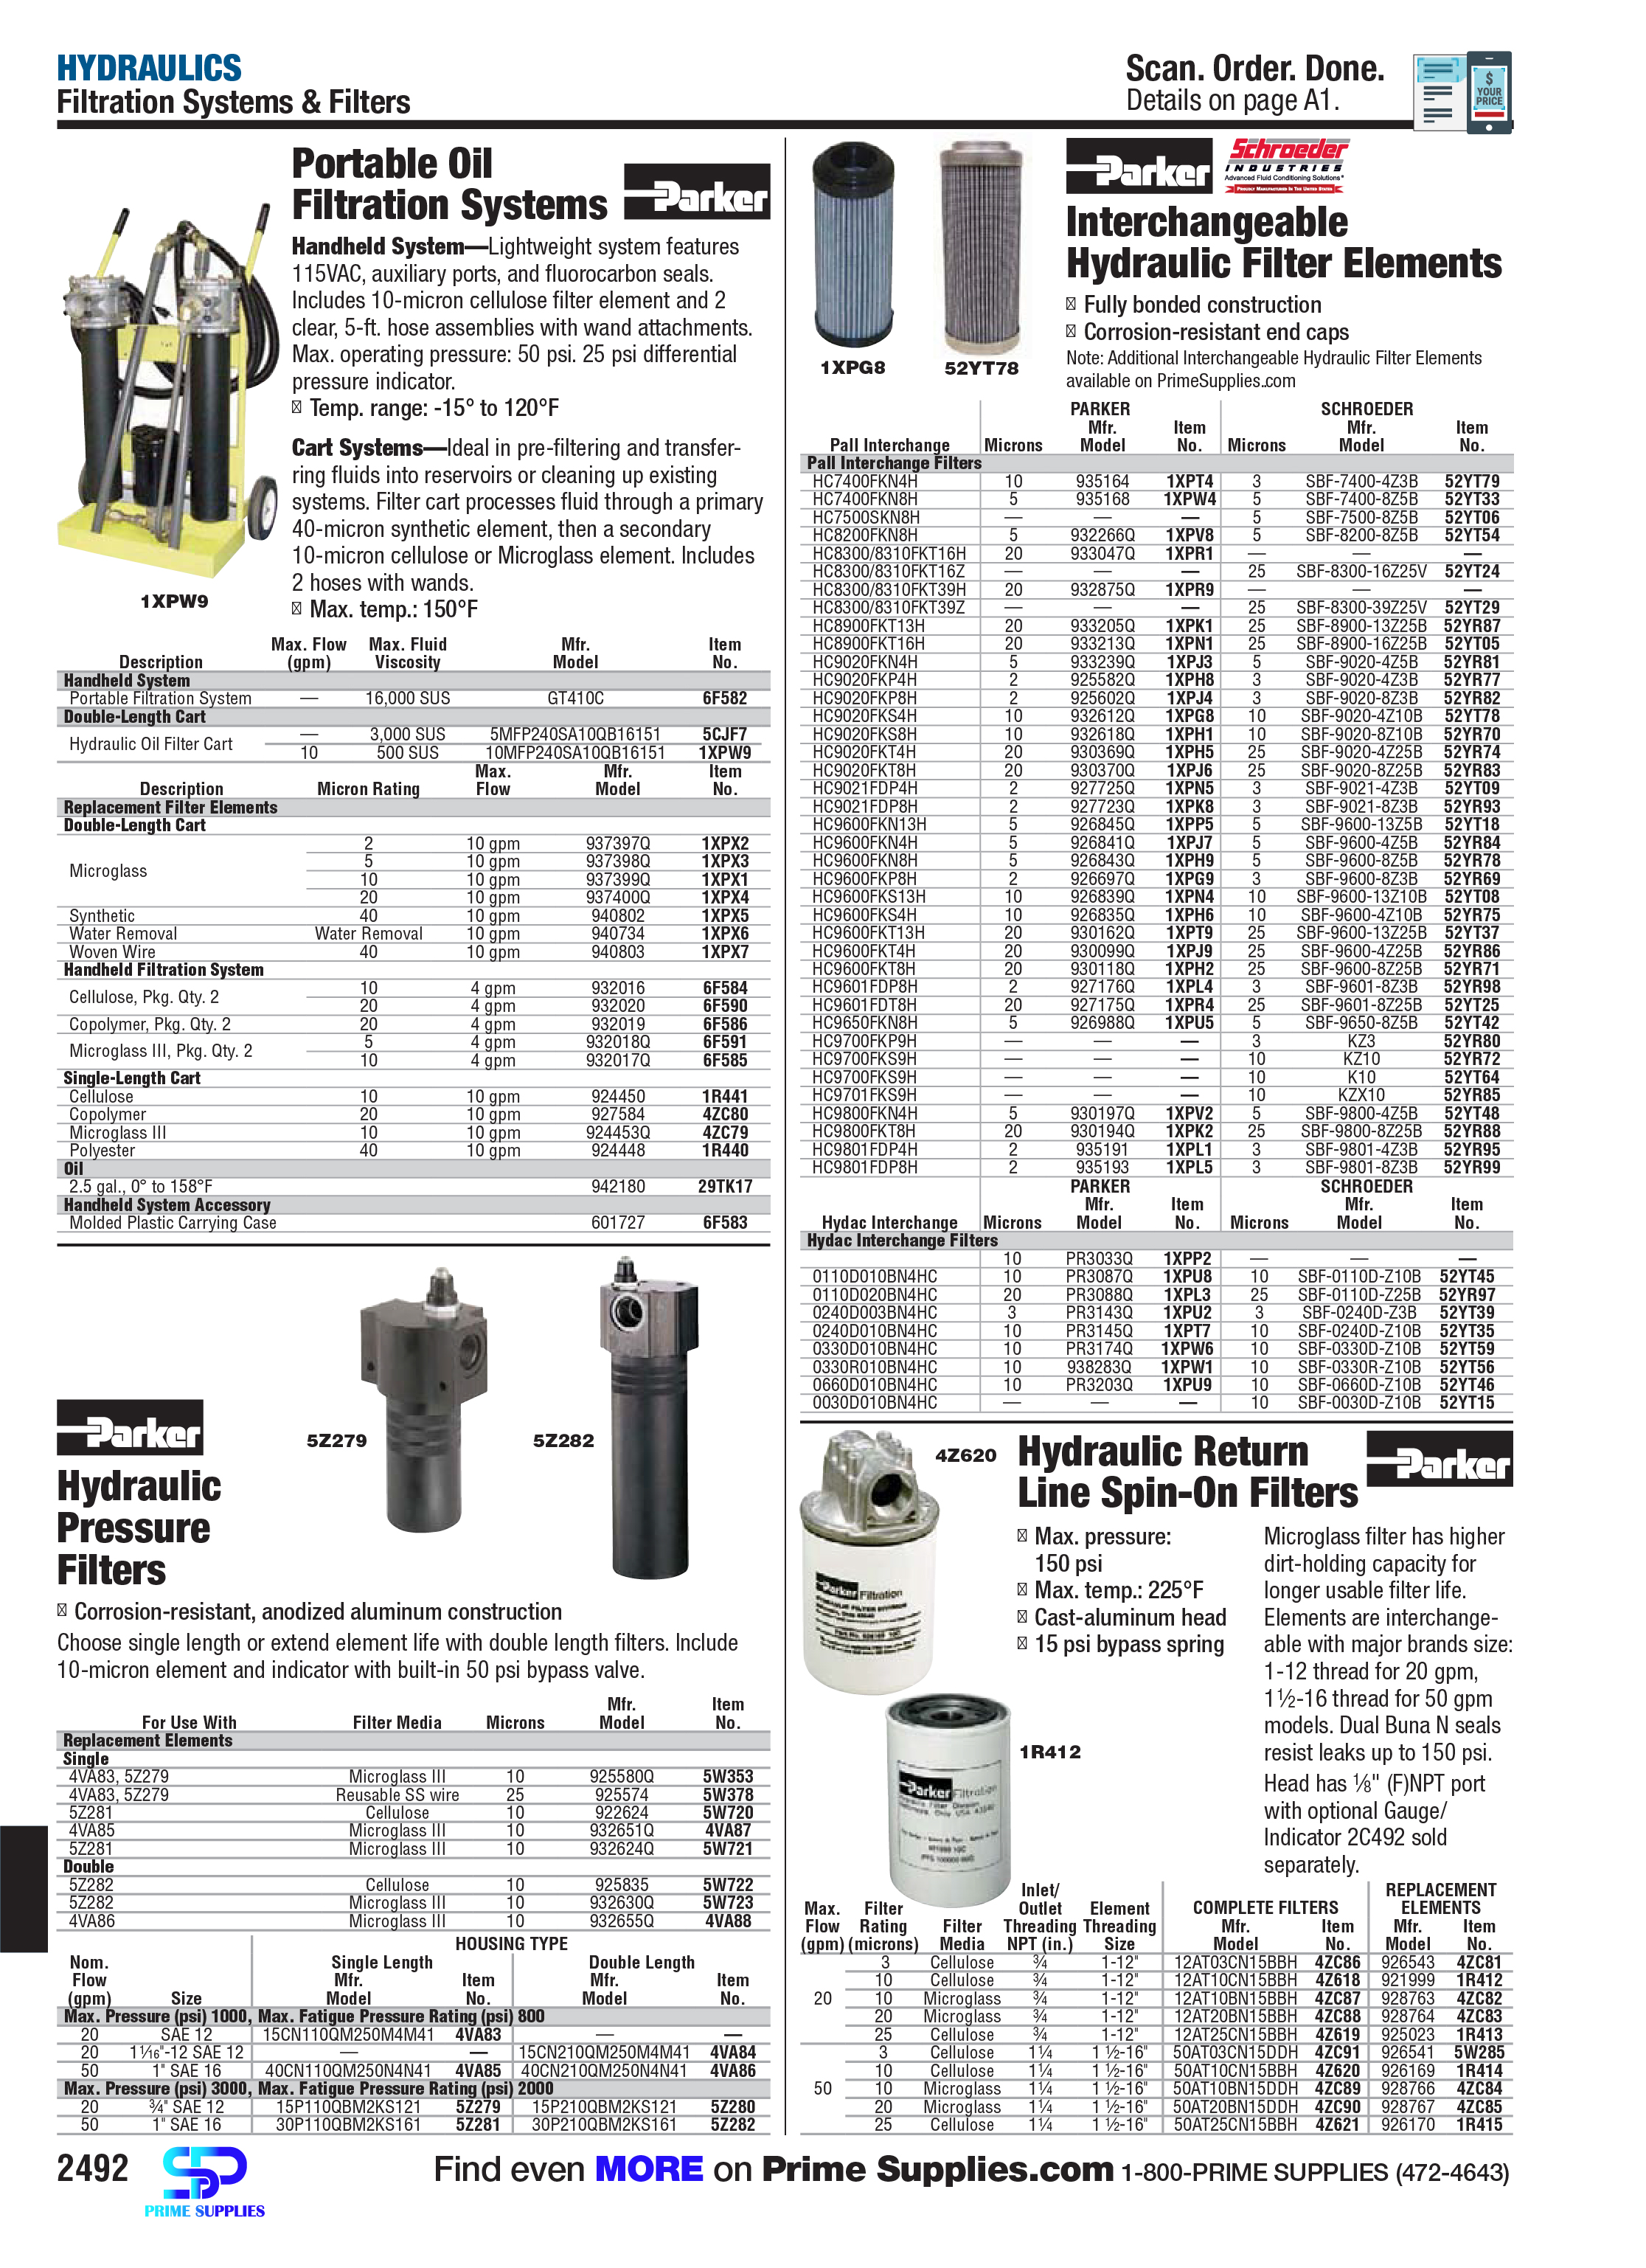 HYDRAULICS
Filtration Systems & Filters
Scan. Order. Done.
Details on page A1.
$
YOUR
PRICE
Portable Oil
Filtration Systems
Parker
Handheld System—Lightweight system features
115VAC, auxiliary ports, and fluorocarbon seals.
Includes 10-micron cellulose filter element and 2
clear, 5-ft. hose assemblies with wand attachments.
Max. operating pressure: 50 psi. 25 psi differential
pressure indicator.
Temp. range: -15° to 120°F
Cart Systems—Ideal in pre-filtering and transfer-
ring fluids into reservoirs or cleaning up existing
systems. Filter cart processes fluid through a primary
40-micron synthetic element, then a secondary
10-micron cellulose or Microglass element. Includes
2 hoses with wands.
Max. temp.: 150°F
1XPW9
Max. Flow Max. Fluid Mfr. Item
Description (gpm) Viscosity Model No.
Handheld System
Portable Filtration System — 16,000 SUS GT410C 6F582
Double-Length Cart
Hydraulic Oil Filter Cart — 3,000 SUS 5MFP240SA10QB16151 5CJF7
10 500 SUS 10MFP240SA10QB16151 1XPW9
Max. Mfr. Item
Description Micron Rating Flow Model No.
Replacement Filter Elements
Double-Length Cart
Microglass 2 10 gpm 937397Q 1XPX2
5 10 gpm 937398Q 1XPX3
10 10 gpm 937399Q 1XPX1
20 10 gpm 937400Q 1XPX4
Synthetic 40 10 gpm 940802 1XPX5
Water Removal Water Removal 10 gpm 940734 1XPX6
Woven Wire 40 10 gpm 940803 1XPX7
Handheld Filtration System
Cellulose, Pkg. Qty. 2 10 4 gpm 932016 6F584
20 4 gpm 932020 6F590
Copolymer, Pkg. Qty. 2 20 4 gpm 932019 6F586
Microglass III, Pkg. Qty. 2 5 4 gpm 932018Q 6F591
10 4 gpm 932017Q 6F585
Single-Length Cart
Cellulose 10 10 gpm 924450 1R441
Copolymer 20 10 gpm 927584 4ZC80
Microglass III 10 10 gpm 924453Q 4ZC79
Polyester 40 10 gpm 924448 1R440
Oil
2.5 gal., 0° to 158°F 942180 29TK17
Handheld System Accessory
Molded Plastic Carrying Case 601727 6F583
Parker
Hydraulic
Pressure
Filters
5Z279
5Z282
Corrosion-resistant, anodized aluminum construction
Choose single length or extend element life with double length filters. Include
10-micron element and indicator with built-in 50 psi bypass valve.
Mfr. Item
For Use With Filter Media Microns Model No.
Replacement Elements
Single
4VA83, 5Z279 Microglass III 10 925580Q 5W353
4VA83, 5Z279 Reusable SS wire 25 925574 5W378
5Z281 Cellulose 10 922624 5W720
4VA85 Microglass III 10 932651Q 4VA87
5Z281 Microglass III 10 932624Q 5W721
Double
5Z282 Cellulose 10 925835 5W722
5Z282 Microglass III 10 932630Q 5W723
4VA86 Microglass III 10 932655Q 4VA88
HOUSING TYPE
Nom. Single Length Double Length
Flow Mfr. Item Mfr. Item
(gpm) Size Model No. Model No.
Max. Pressure (psi) 1000, Max. Fatigue Pressure Rating (psi) 800
20 SAE 12 15CN110QM250M4M41 4VA83 — —
20 1 1/16"-12 SAE 12 — — 15CN210QM250M4M41 4VA84
50 1" SAE 16 40CN110QM250N4N41 4VA85 40CN210QM250N4N41 4VA86
Max. Pressure (psi) 3000, Max. Fatigue Pressure Rating (psi) 2000
20 ¾" SAE 12 15P110QBM2KS121 5Z279 15P210QBM2KS121 5Z280
50 1" SAE 16 30P110QBM2KS161 5Z281 30P210QBM2KS161 5Z282
1XPG8
52YT78
Parker
Schroeder
INDUSTRIES
Advanced Fluid Conditioning Solutions®
PROUDLY MANUFACTURED IN THE UNITED STATES
Interchangeable
Hydraulic Filter Elements
Fully bonded construction
Corrosion-resistant end caps
Note: Additional Interchangeable Hydraulic Filter Elements
available on PrimeSupplies.com
PARKER SCHROEDER
Mfr. Item Mfr. Item
Pall Interchange Microns Model No. Microns Model No.
Pall Interchange Filters
HC7400FKN4H 10 935164 1XPT4 3 SBF-7400-4Z3B 52YT79
HC7400FKN8H 5 935168 1XPW4 5 SBF-7400-8Z5B 52YT33
HC7500SKN8H — — — 5 SBF-7500-8Z5B 52YT06
HC8200FKN8H 5 932266Q 1XPV8 5 SBF-8200-8Z5B 52YT54
HC8300/8310FKT16H 20 933047Q 1XPR1 — — —
HC8300/8310FKT16Z — — — 25 SBF-8300-16Z25V 52YT24
HC8300/8310FKT39H 20 932875Q 1XPR9 — — —
HC8300/8310FKT39Z — — — 25 SBF-8300-39Z25V 52YT29
HC8900FKT13H 20 933205Q 1XPK1 25 SBF-8900-13Z25B 52YR87
HC8900FKT16H 20 933213Q 1XPN1 25 SBF-8900-16Z25B 52YT05
HC9020FKN4H 5 933239Q 1XPJ3 5 SBF-9020-4Z5B 52YR81
HC9020FKP4H 2 925582Q 1XPH8 3 SBF-9020-4Z3B 52YR77
HC9020FKP8H 2 925602Q 1XPJ4 3 SBF-9020-8Z3B 52YR82
HC9020FKS4H 10 932612Q 1XPG8 10 SBF-9020-4Z10B 52YT78
HC9020FKS8H 10 932618Q 1XPH1 10 SBF-9020-8Z10B 52YR70
HC9020FKT4H 20 930369Q 1XPH5 25 SBF-9020-4Z25B 52YR74
HC9020FKT8H 20 930370Q 1XPJ6 25 SBF-9020-8Z25B 52YR83
HC9021FDP4H 2 927725Q 1XPN5 3 SBF-9021-4Z3B 52YT09
HC9021FDP8H 2 927723Q 1XPK8 3 SBF-9021-8Z3B 52YR93
HC9600FKN13H 5 926845Q 1XPP5 5 SBF-9600-13Z5B 52YT18
HC9600FKN4H 5 926841Q 1XPJ7 5 SBF-9600-4Z5B 52YR84
HC9600FKN8H 5 926843Q 1XPH9 5 SBF-9600-8Z5B 52YR78
HC9600FKP8H 2 926697Q 1XPG9 3 SBF-9600-8Z3B 52YR69
HC9600FKS13H 10 926839Q 1XPN4 10 SBF-9600-13Z10B 52YT08
HC9600FKS4H 10 926835Q 1XPH6 10 SBF-9600-4Z10B 52YR75
HC9600FKT13H 20 930162Q 1XPT9 25 SBF-9600-13Z25B 52YT37
HC9600FKT4H 20 930099Q 1XPJ9 25 SBF-9600-4Z25B 52YR86
HC9600FKT8H 20 930118Q 1XPH2 25 SBF-9600-8Z25B 52YR71
HC9601FDP8H 2 927176Q 1XPL4 3 SBF-9601-8Z3B 52YR98
HC9601FDT8H 20 927175Q 1XPR4 25 SBF-9601-8Z25B 52YT25
HC9650FKN8H 5 926988Q 1XPU5 5 SBF-9650-8Z5B 52YT42
HC9700FKP9H — — — 3 KZ3 52YR80
HC9700FKS9H — — — 10 KZ10 52YR72
HC9700FKS9H — — — 10 K10 52YT64
HC9701FKS9H — — — 10 KZX10 52YR85
HC9800FKN4H 5 930197Q 1XPV2 5 SBF-9800-4Z5B 52YT48
HC9800FKT8H 20 930194Q 1XPK2 25 SBF-9800-8Z25B 52YR88
HC9801FDP4H 2 935191 1XPL1 3 SBF-9801-4Z3B 52YR95
HC9801FDP8H 2 935193 1XPL5 3 SBF-9801-8Z3B 52YR99
PARKER SCHROEDER
Mfr. Item Mfr. Item
Hydac Interchange Microns Model No. Microns Model No.
Hydac Interchange Filters
10 PR3033Q 1XPP2 — — —
0110D010BN4HC 10 PR3087Q 1XPU8 10 SBF-0110D-Z10B 52YT45
0110D020BN4HC 20 PR3088Q 1XPL3 25 SBF-0110D-Z25B 52YR97
0240D003BN4HC 3 PR3143Q 1XPU2 3 SBF-0240D-Z3B 52YT39
0240D010BN4HC 10 PR3145Q 1XPT7 10 SBF-0240D-Z10B 52YT35
0330D010BN4HC 10 PR3174Q 1XPW6 10 SBF-0330D-Z10B 52YT59
0330R010BN4HC 10 938283Q 1XPW1 10 SBF-0330R-Z10B 52YT56
0660D010BN4HC 10 PR3203Q 1XPU9 10 SBF-0660D-Z10B 52YT46
0030D010BN4HC — — — 10 SBF-0030D-Z10B 52YT15
4Z620
Hydraulic Return
Line Spin-On Filters
Parker
Max. pressure:
150 psi
Max. temp.: 225°F
Cast-aluminum head
15 psi bypass spring
Microglass filter has higher
dirt-holding capacity for
longer usable filter life.
Elements are interchange-
able with major brands size:
1-12 thread for 20 gpm,
1½-16 thread for 50 gpm
models. Dual Buna N seals
resist leaks up to 150 psi.
Head has ⅛" (F)NPT port
with optional Gauge/
Indicator 2C492 sold
separately.
Parker Filtration
1R412
Parker Filtration
Inlet/ REPLACEMENT
Max. Filter Outlet Element COMPLETE FILTERS ELEMENTS
Flow Rating Filter Threading Threading Mfr. Item Mfr. Item
(gpm) (microns) Media NPT (in.) Size Model No. Model No.
20 3 Cellulose ¾ 1-12" 12AT03CN15BBH 4ZC86 926543 4ZC81
10 Cellulose ¾ 1-12" 12AT10CN15BBH 4Z618 921999 1R412
10 Microglass ¾ 1-12" 12AT10BN15BBH 4ZC87 928763 4ZC82
20 Microglass ¾ 1-12" 12AT20BN15BBH 4ZC88 928764 4ZC83
25 Cellulose ¾ 1-12" 12AT25CN15BBH 4Z619 925023 1R413
50 3 Cellulose 1¼ 1 ½-16" 50AT03CN15DDH 4ZC91 926541 5W285
10 Cellulose 1¼ 1 ½-16" 50AT10CN15BBH 4Z620 926169 1R414
10 Microglass 1¼ 1 ½-16" 50AT10BN15DDH 4ZC89 928766 4ZC84
20 Microglass 1¼ 1 ½-16" 50AT20BN15DDH 4ZC90 928767 4ZC85
25 Cellulose 1¼ 1 ½-16" 50AT25CN15BBH 4Z621 926170 1R415
2492
PRIME SUPPLIES
Find even MORE on Prime Supplies.com 1-800-PRIME SUPPLIES (472-4643)